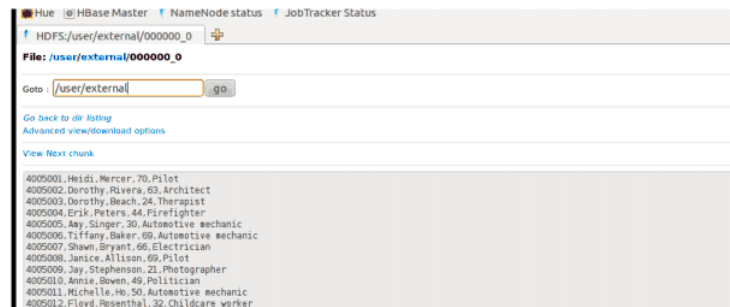 Hue HBase Master NameNode status JobTracker Status
HDFS:/user/external/000000_0
File: /user/external/000000_0
Goto : /user/external go
Go back to dir listing
Advanced view/download options
View Next chunk
4005001,Heidi,Mercer,70,Pilot
4005002,Dorothy,Rivera,63,Architect
4005003,Dorothy,Beach,24,Therapist
4005004,Erik,Peters,44,Firefighter
4005005,Amy,Singer,30,Automotive mechanic
4005006,Tiffany,Baker,69,Automotive mechanic
4005007,Shawn,Bryant,66,Electrician
4005008,Janice,Allison,69,Pilot
4005009,Jay,Stephenson,21,Photographer
4005010,Annie,Bowen,49,Politician
4005011,Michelle,Ho,50,Automotive mechanic
4005012,Floyd,Rosenthal,32,Childcare worker